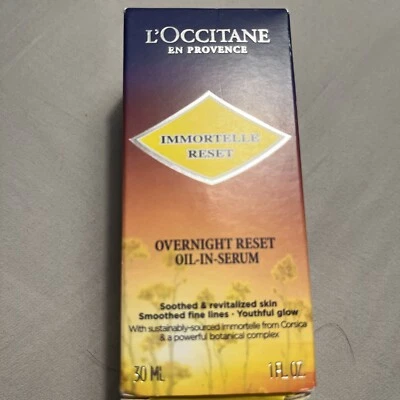 L'OCCITANE
EN PROVENCE
IMMORTELLE
RESET
OVERNIGHT RESET
OIL-IN-SERUM
Soothed & revitalized skin
Smoothed fine lines · Youthful glow
With sustainably-sourced immortelle from Corsica
& a powerful botanical complex
30 ML 1 FL. OZ.